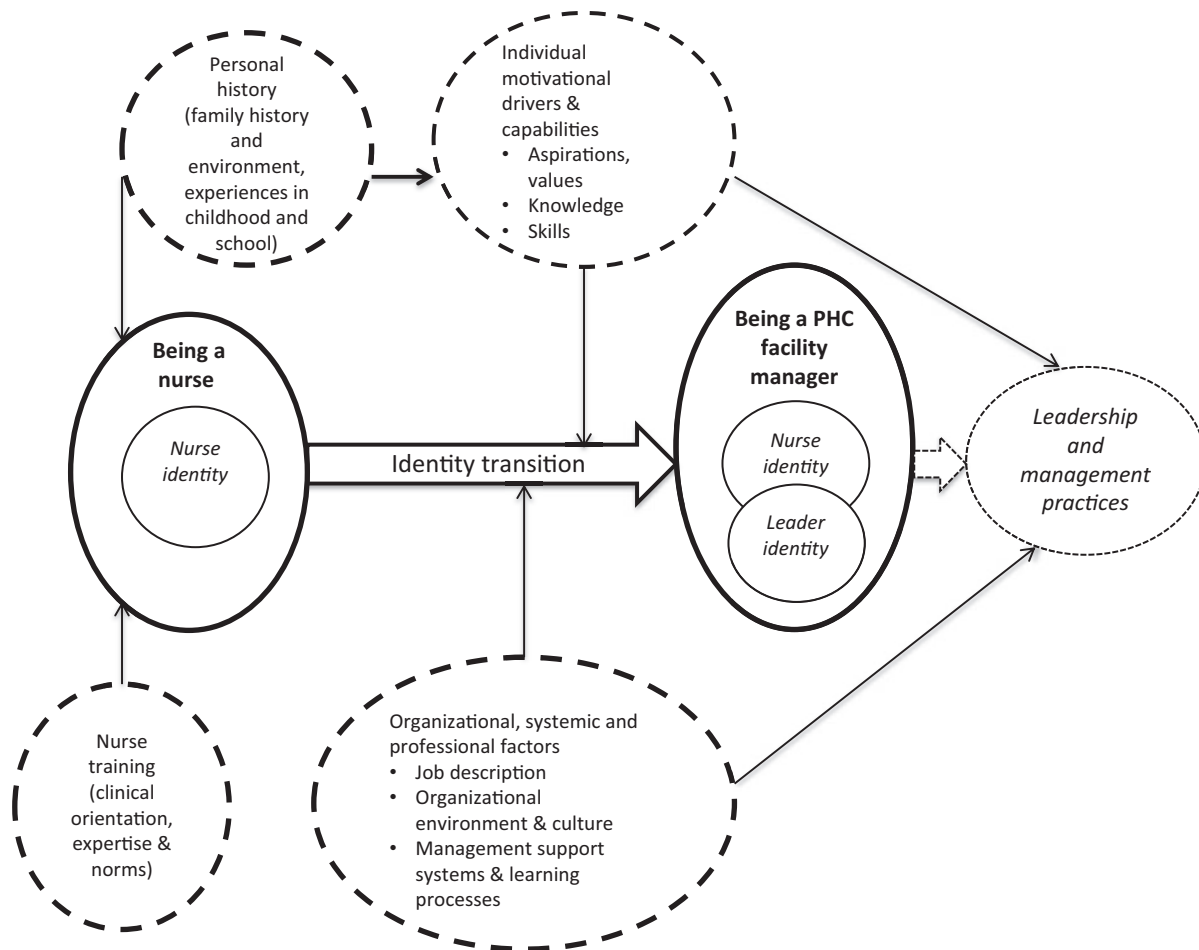 Personal
history
(family history
and
environment,
experiences in
childhood and
school)
Individual
motivational
drivers &
capabilities
• Aspirations,
values
• Knowledge
• Skills
Being a
nurse
Nurse
identity
Identity transition
Being a PHC
facility
manager
Nurse
identity
Leader
identity
Leadership
and
management
practices
Nurse
training
(clinical
orientation,
expertise &
norms)
Organizational, systemic and
professional factors
• Job description
• Organizational
environment & culture
• Management support
systems & learning
processes